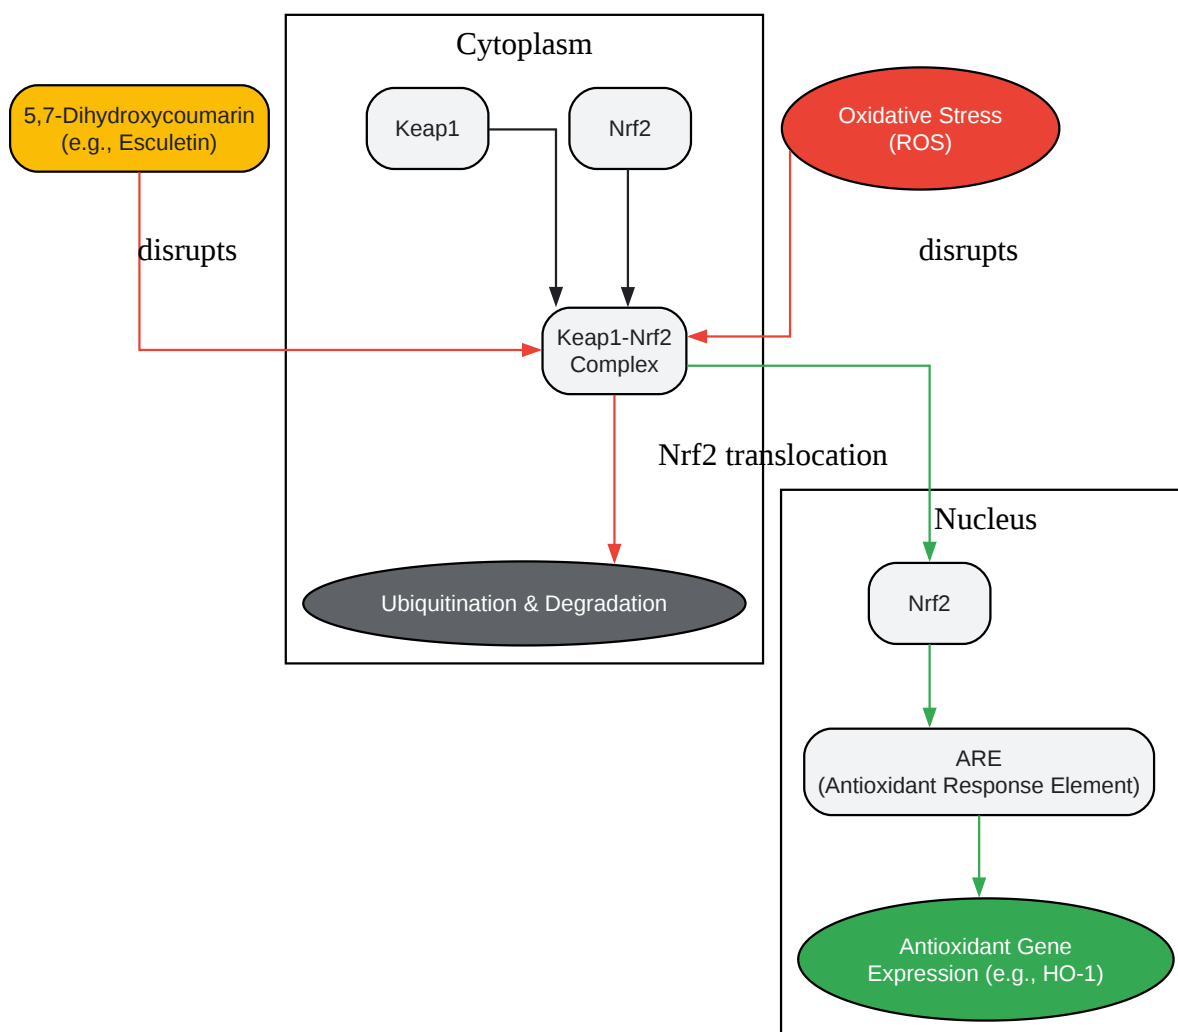 Cytoplasm
5,7-Dihydroxycoumarin
(e.g., Esculetin)
Keap1
Nrf2
Oxidative Stress
(ROS)
disrupts
disrupts
Keap1-Nrf2
Complex
Nrf2 translocation
Nucleus
Ubiquitination & Degradation
Nrf2
ARE
(Antioxidant Response Element)
Antioxidant Gene
Expression (e.g., HO-1)